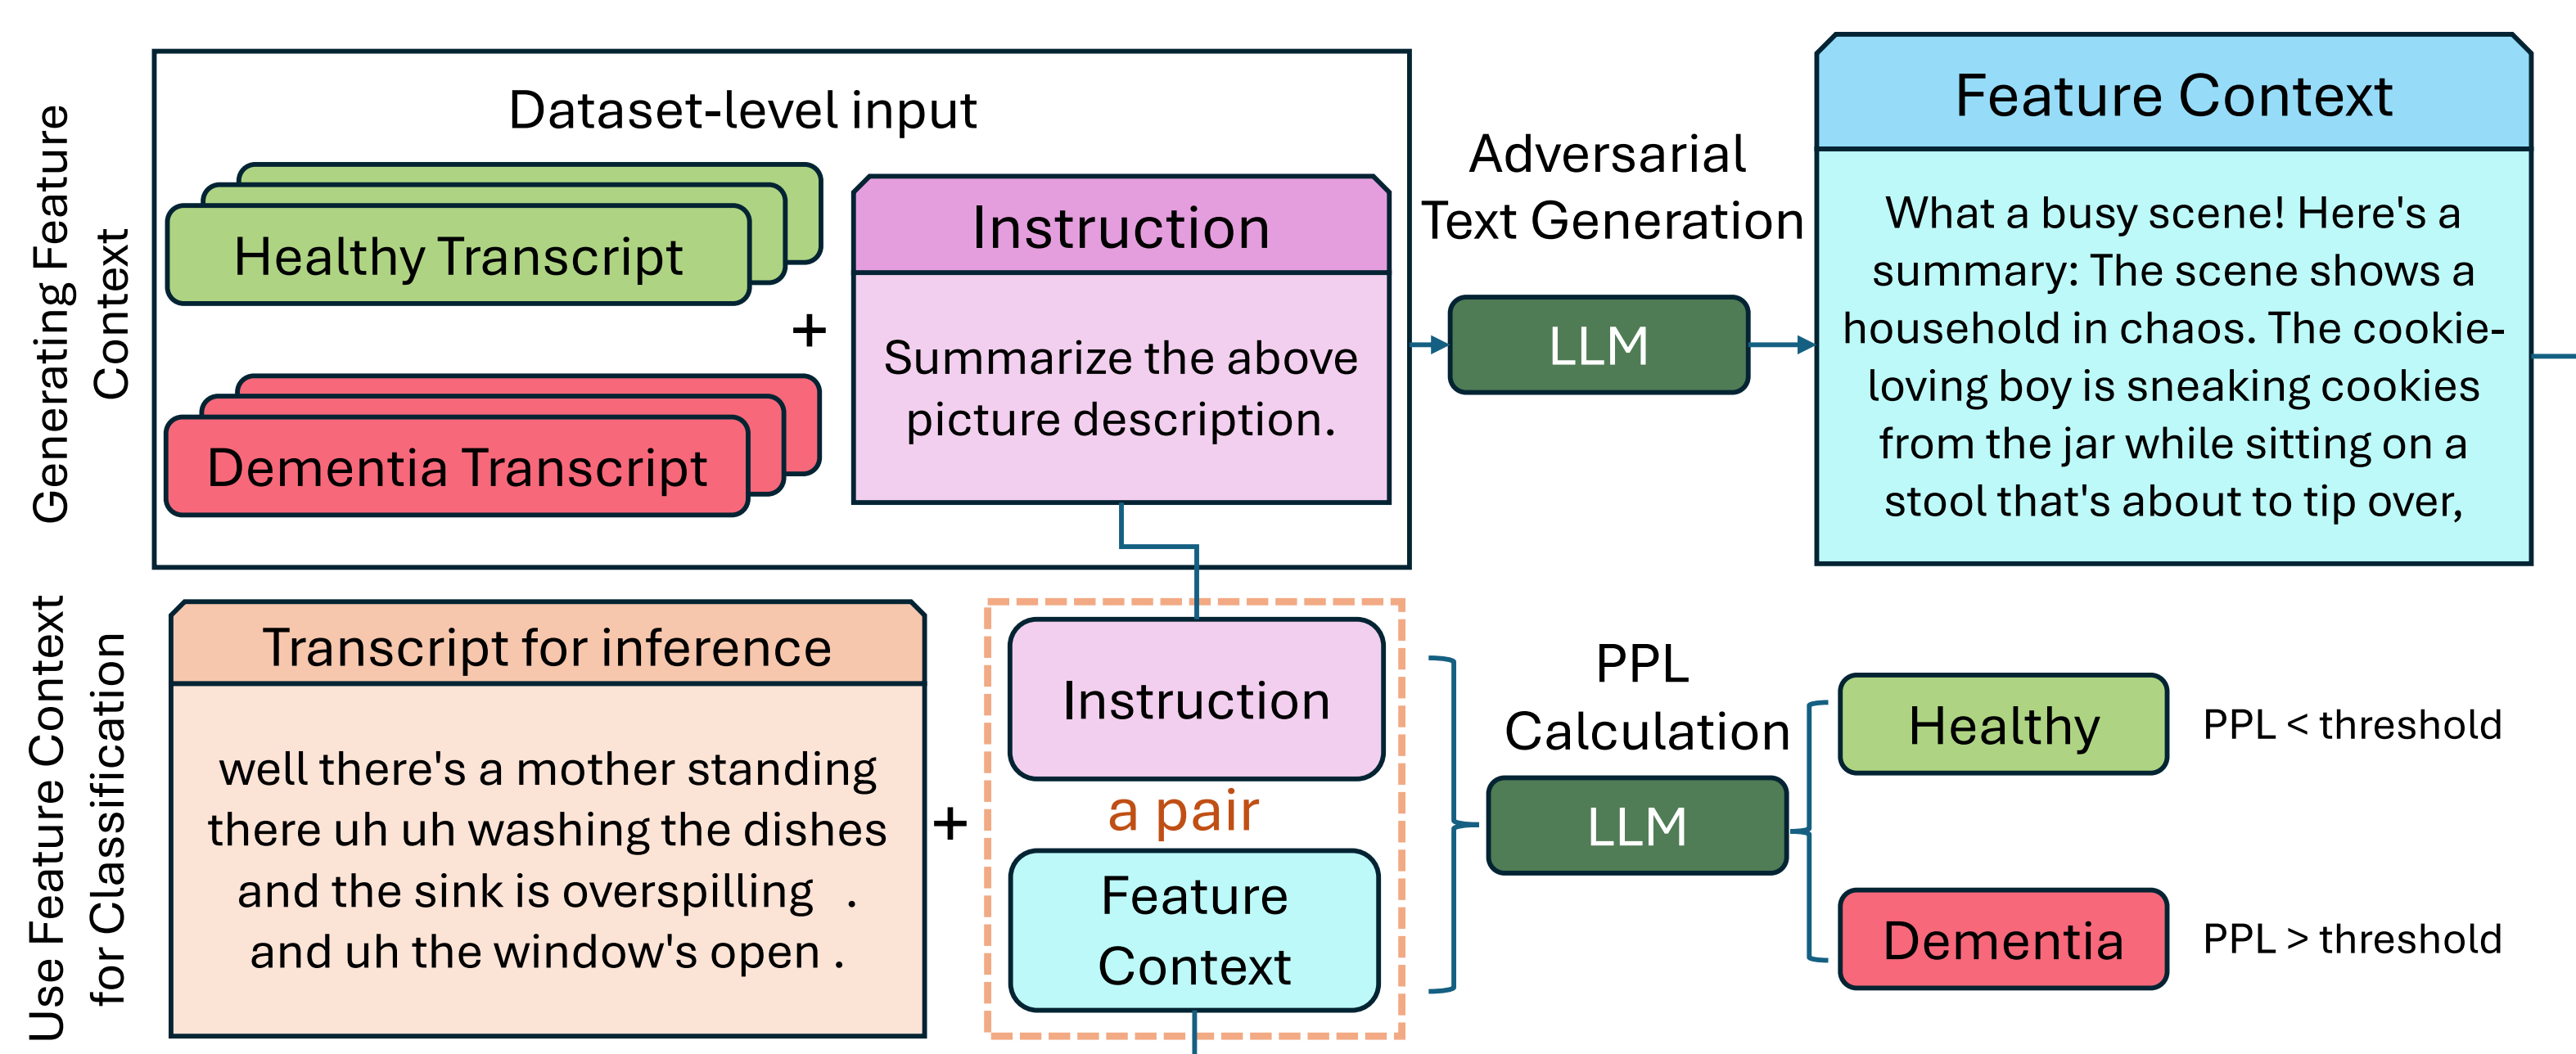 Generating Feature
Context
Dataset-level input
Healthy Transcript
+
Dementia Transcript
Instruction
Summarize the above
picture description.
Adversarial
Text Generation
LLM
Feature Context
What a busy scene! Here's a
summary: The scene shows a
household in chaos. The cookie-
loving boy is sneaking cookies
from the jar while sitting on a
stool that's about to tip over,
Use Feature Context
for Classification
Transcript for inference
well there's a mother standing
there uh uh washing the dishes
and the sink is overspilling   .
and uh the window's open .
+
Instruction
a pair
Feature
Context
PPL
Calculation
LLM
Healthy
PPL < threshold
Dementia
PPL > threshold